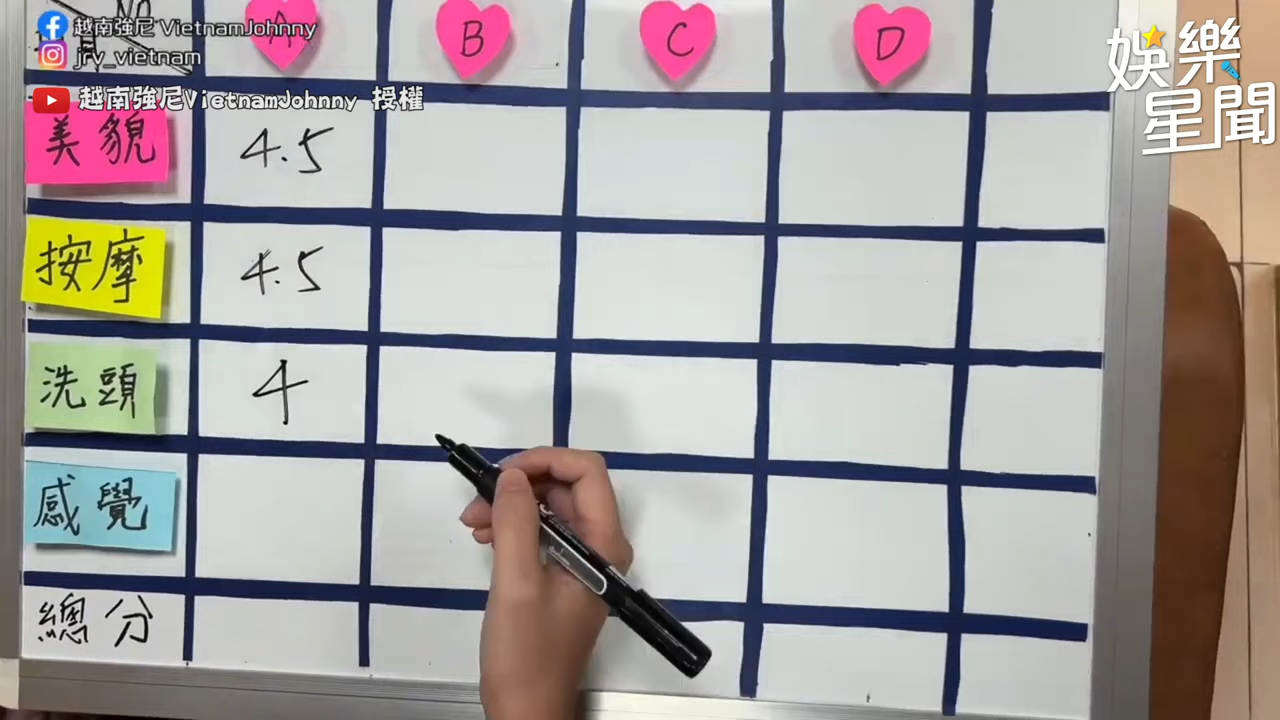 NO
越南強尼 VietnamJohnny
jrv_vietnam
越南強尼VietnamJohnny 授權
娛樂
星聞
A B C D
美貌 4.5
按摩 4.5
洗頭 4
感覺
總分